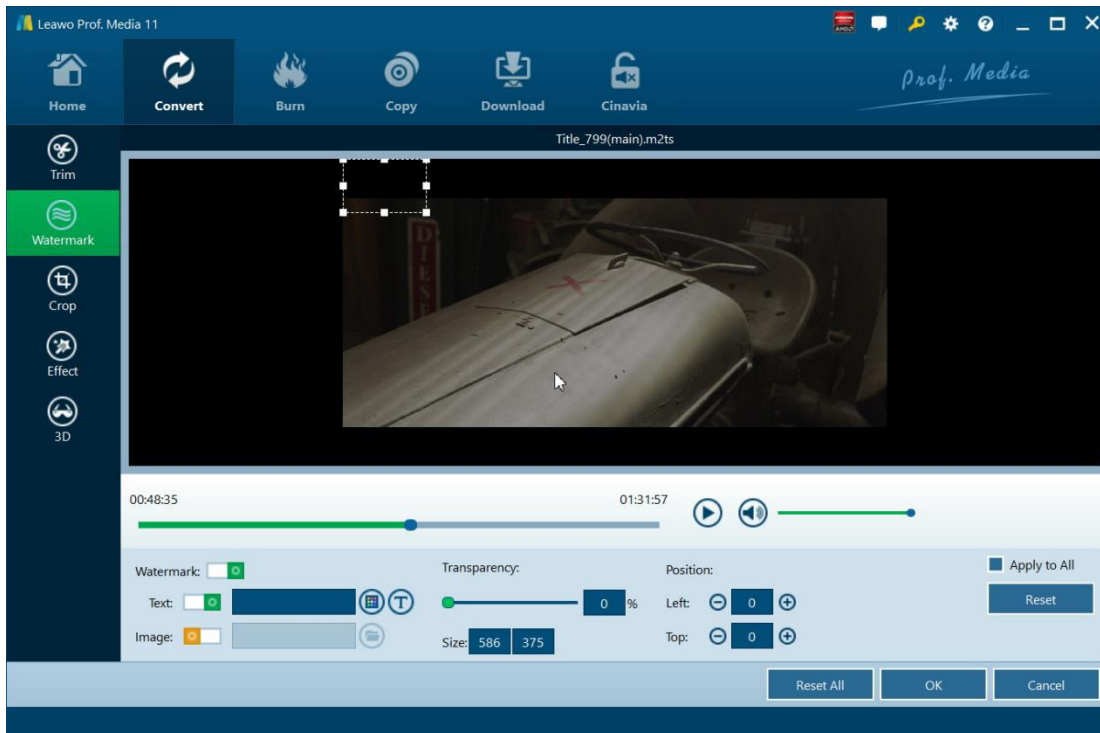 Leawo Prof. Media 11
Home
Convert
Burn
Copy
Download
Cinavia
Prof. Media
Title_799(main).m2ts
Trim
Watermark
Crop
Effect
3D
DIESE
00:48:35
01:31:57
Watermark:
Transparency:
Position:
Apply to All
Text:
0 %
Left: 0
Reset
Image:
Size: 586 375
Top: 0
Reset All
OK
Cancel